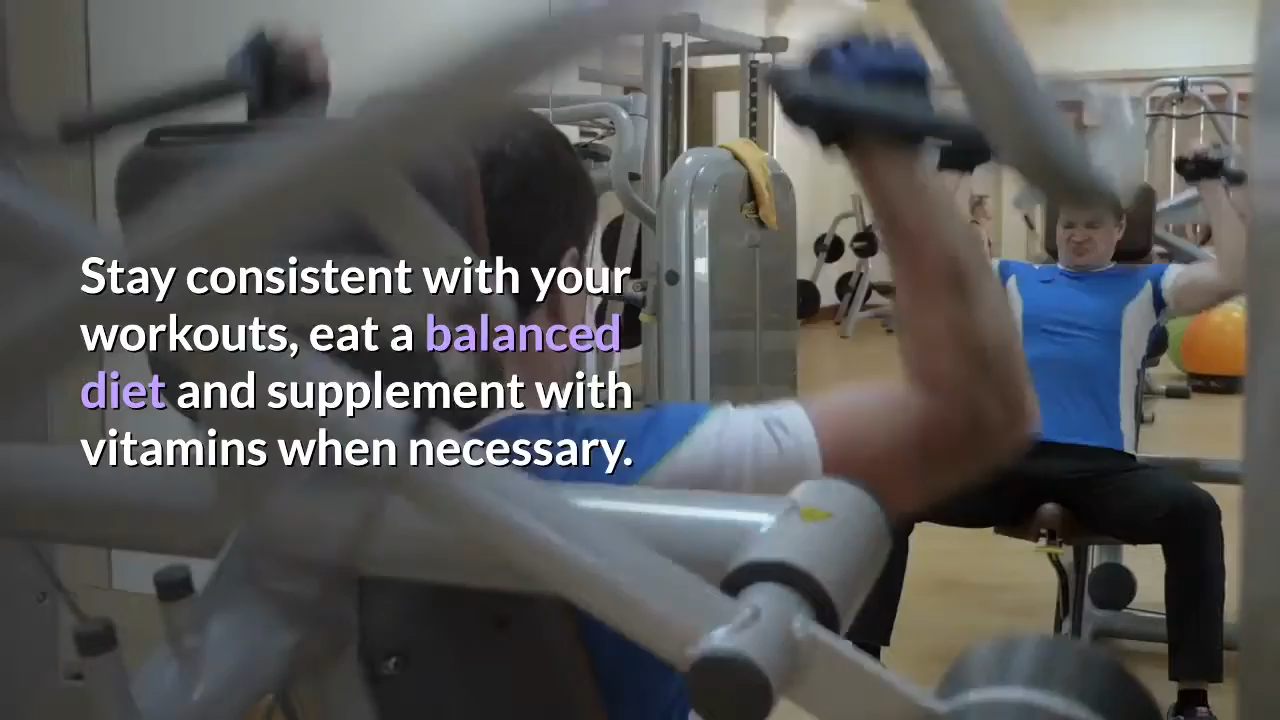 Stay consistent with your
workouts, eat a balanced
diet and supplement with
vitamins when necessary.